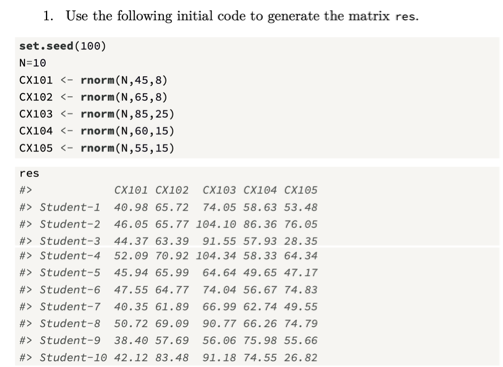 1. Use the following initial code to generate the matrix res.
set.seed(100)
N=10
CX101 <- rnorm(N,45,8)
CX102 <- rnorm(N,65,8)
CX103 <- rnorm(N,85,25)
CX104 <- rnorm(N,60,15)
CX105 <- rnorm(N,55,15)
res
#> CX101 CX102 CX103 CX104 CX105
#> Student-1 40.98 65.72 74.05 58.63 53.48
#> Student-2 46.05 65.77 104.10 86.36 76.05
#> Student-3 44.37 63.39 91.55 57.93 28.35
#> Student-4 52.09 70.92 104.34 58.33 64.34
#> Student-5 45.94 65.99 64.64 49.65 47.17
#> Student-6 47.55 64.77 74.04 56.67 74.83
#> Student-7 40.35 61.89 66.99 62.74 49.55
#> Student-8 50.72 69.09 90.77 66.26 74.79
#> Student-9 38.40 57.69 56.06 75.98 55.66
#> Student-10 42.12 83.48 91.18 74.55 26.82